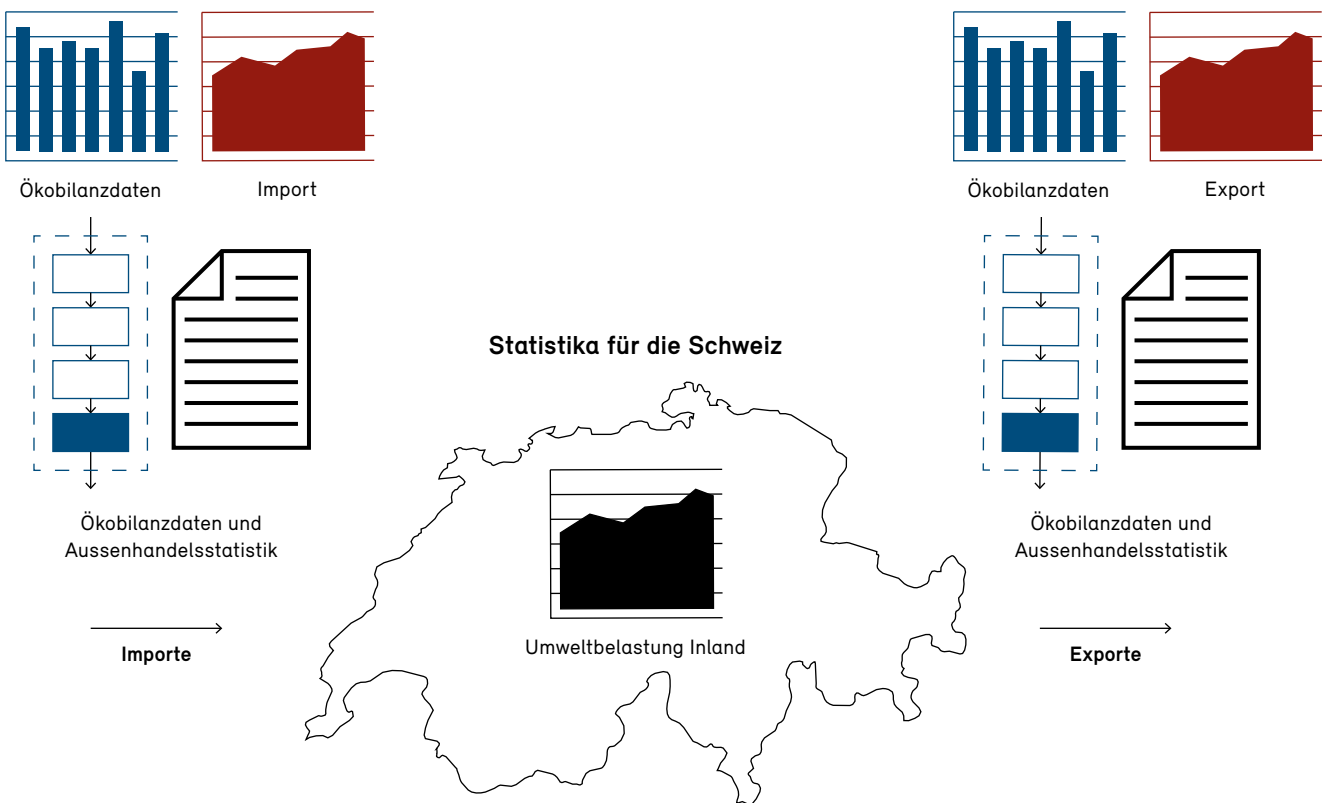 Ökobilanzdaten
Import
Ökobilanzdaten und
Aussenhandelsstatistik
Importe
Statistika für die Schweiz
Umweltbelastung Inland
Ökobilanzdaten
Export
Ökobilanzdaten und
Aussenhandelsstatistik
Exporte